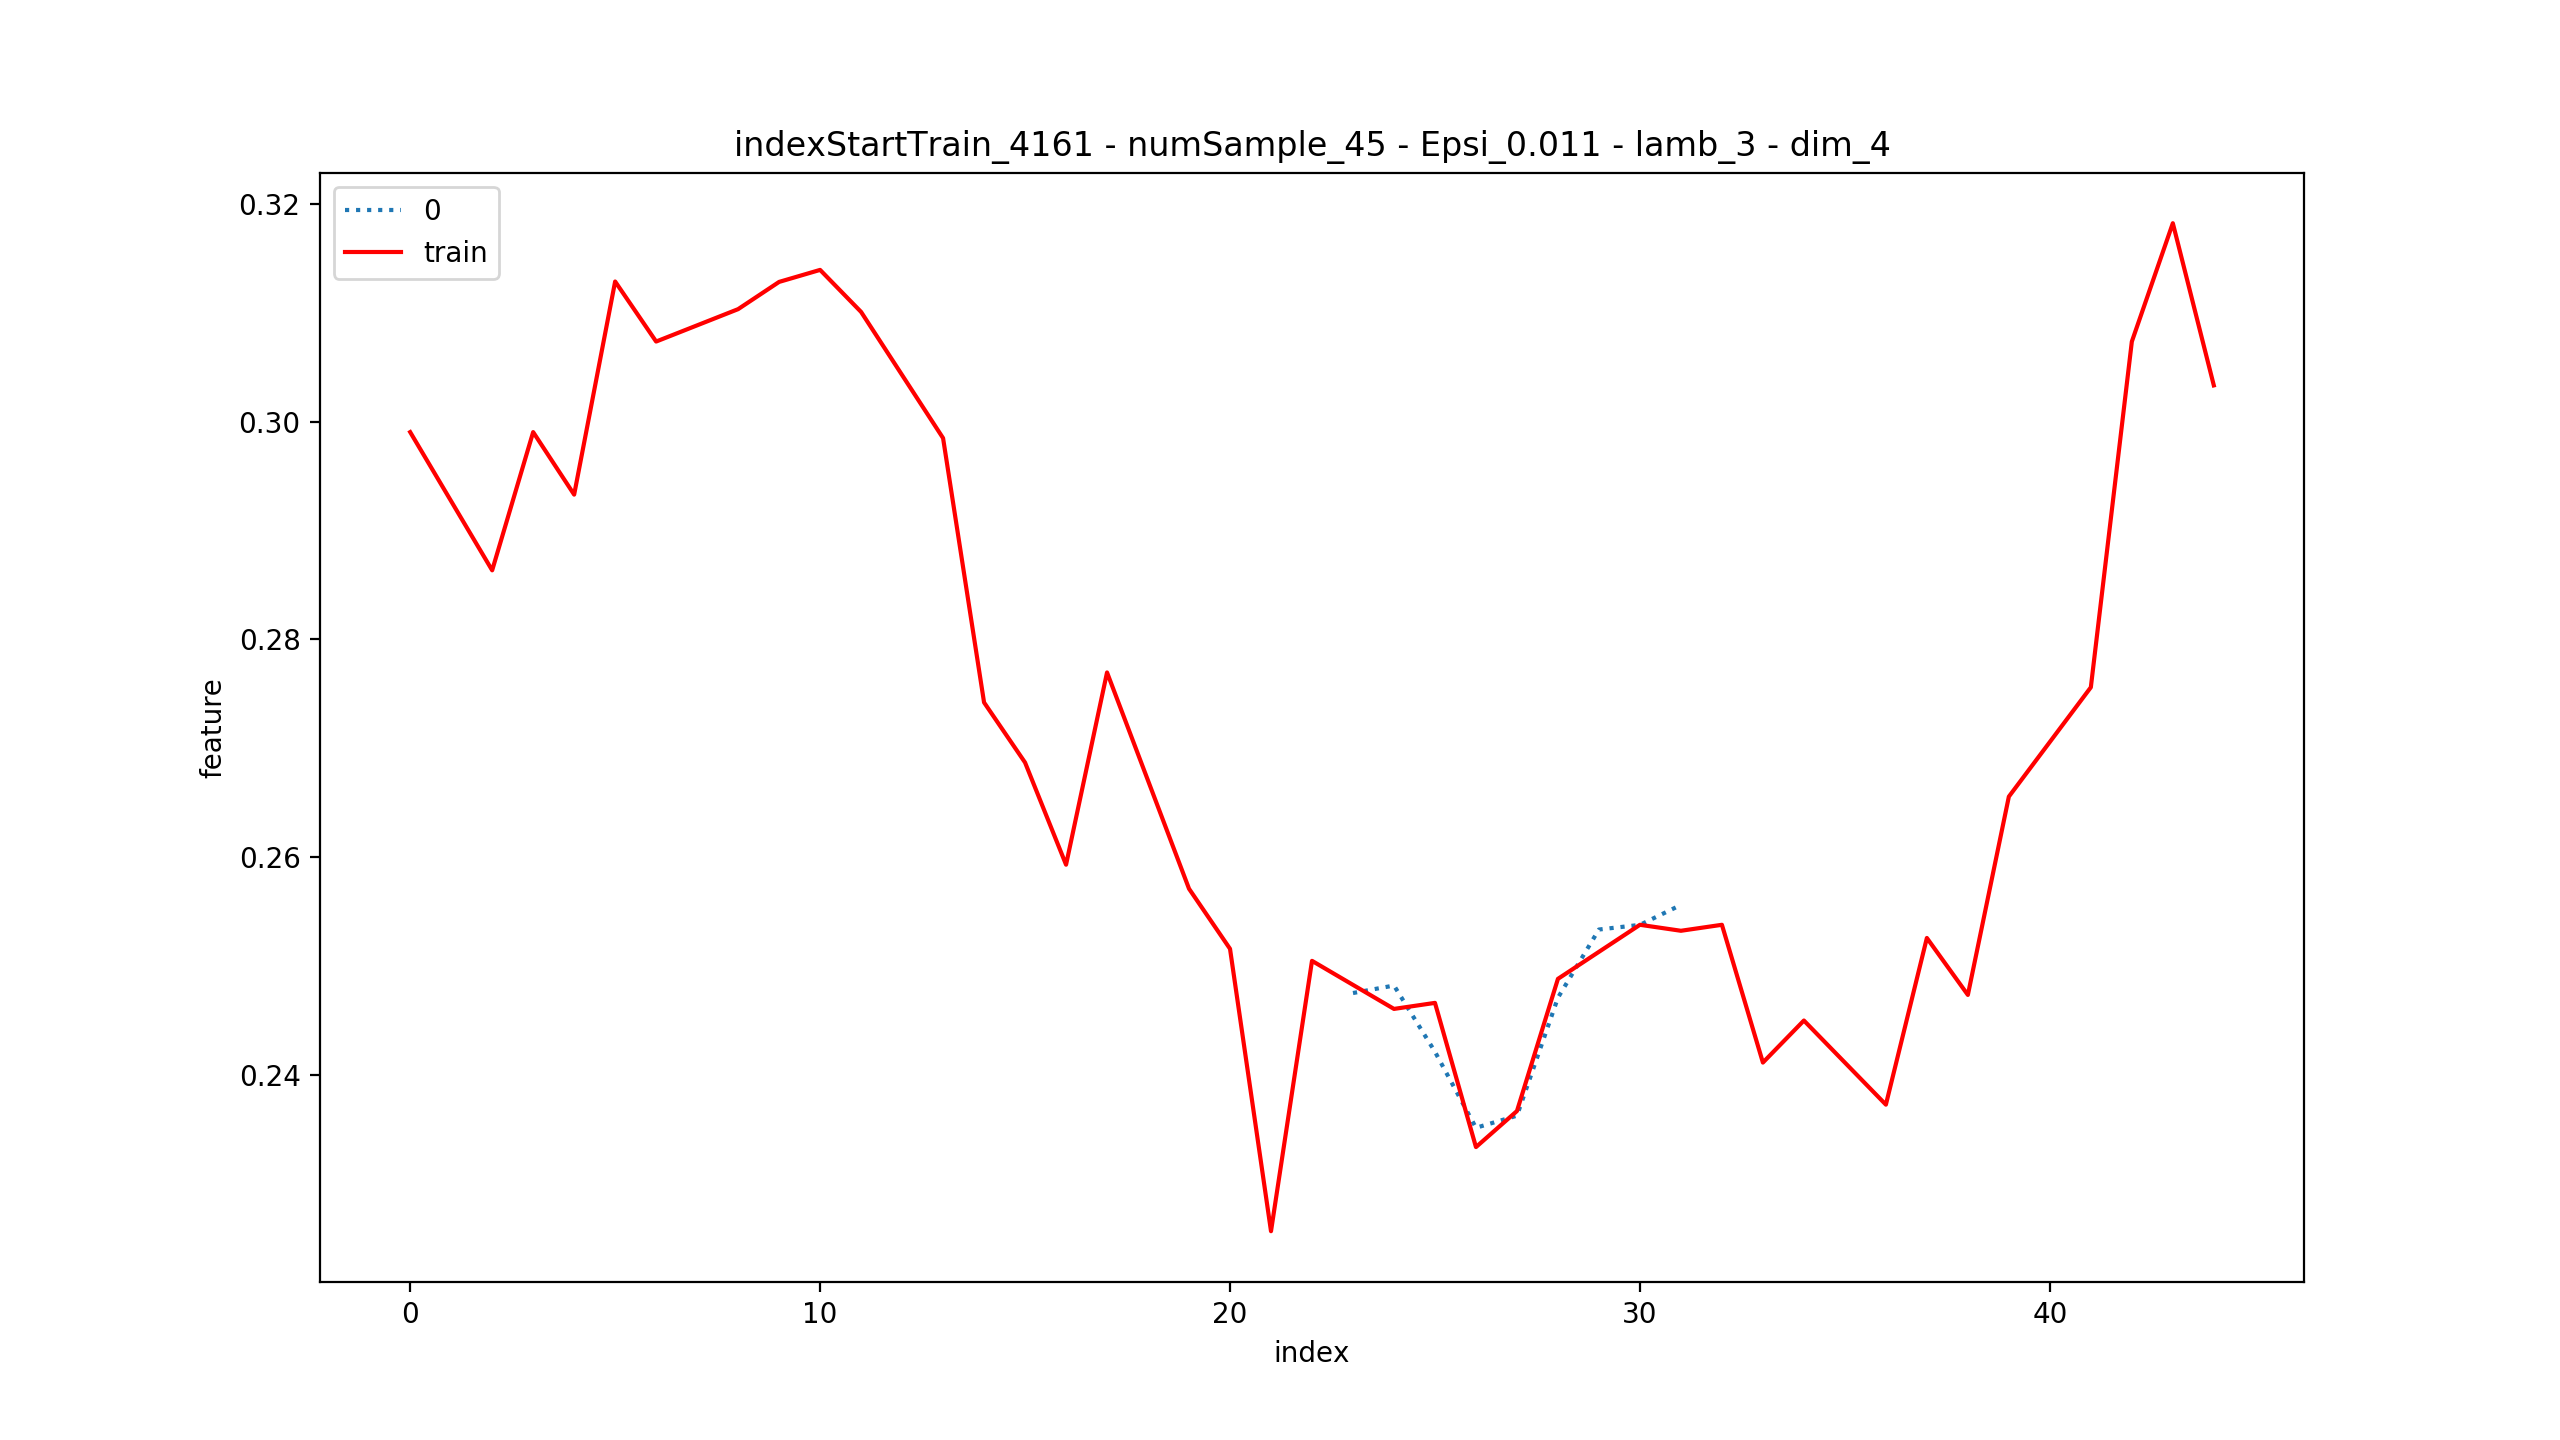 indexStartTrain_4161 - numSample_45 - Epsi_0.011 - lamb_3 - dim_4
0
train
0.32
0.30
0.28
0.26
0.24
feature
0 10 20 30 40
index